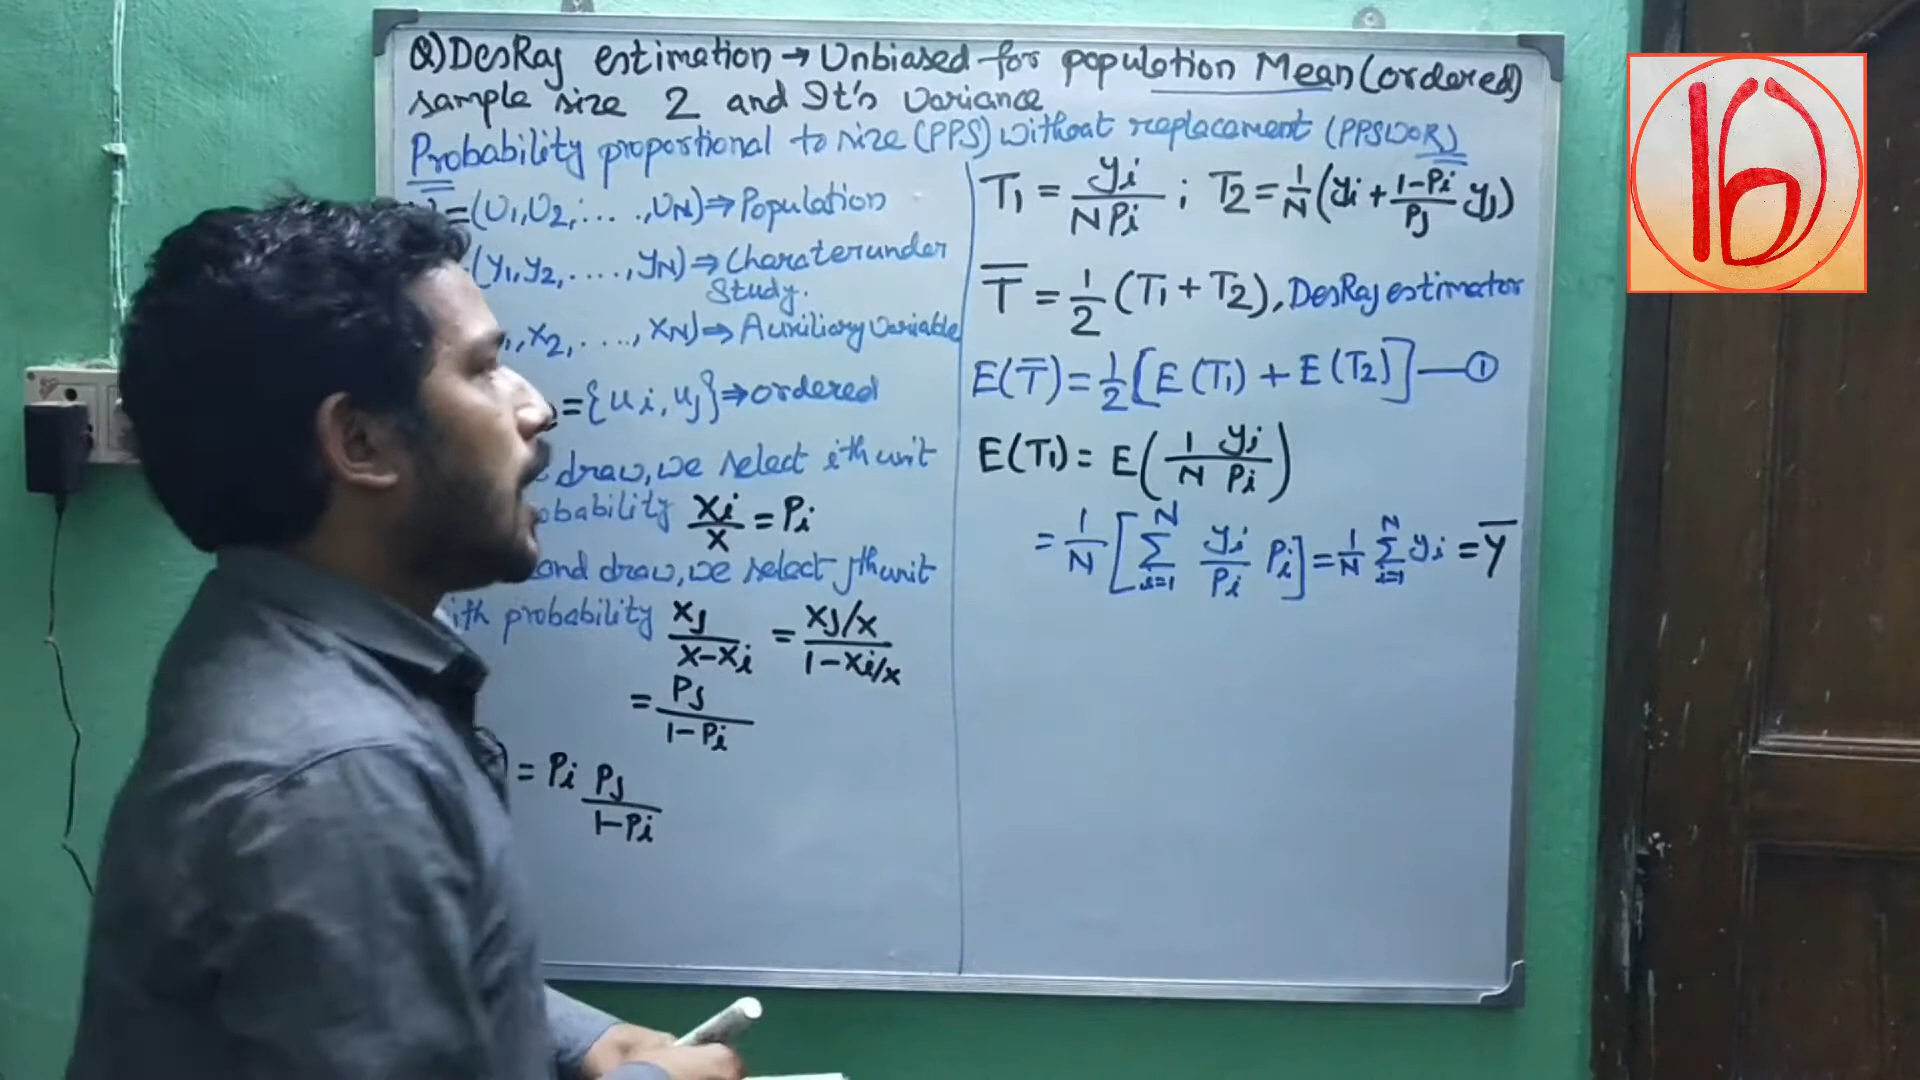 Q) DesRaj estimation → Unbiased for population Mean (ordered)
sample size 2 and It's variance
Probability proportional to size (PPS) without replacement (PPSWOR)
=(U1,U2,....,UN)⇒Population
(y1,y2,....,yN)⇒Charater under
Study.
,x2,....,xN)⇒Auxiliary variable
={ui,uj}⇒ordered
draw, we select ith unit
obability xi/x = Pi
ond draw, we select jth unit
ith probability xj/(x-xi) = (xj/x)/(1-xi/x)
= Pj/(1-Pi)
) = Pi Pj/(1-Pi)
T1 = yi/(N Pi) ; T2 = 1/N (yi + (1-Pi)/Pj yj)
T̅ = 1/2 (T1 + T2), DesRaj estimator
E(T̅) = 1/2 [E(T1) + E(T2)] — ①
E(T1) = E(1/N yi/Pi)
= 1/N [Σ_{i=1}^{N} yi/Pi Pi] = 1/N Σ_{i=1}^{N} yi = Y̅